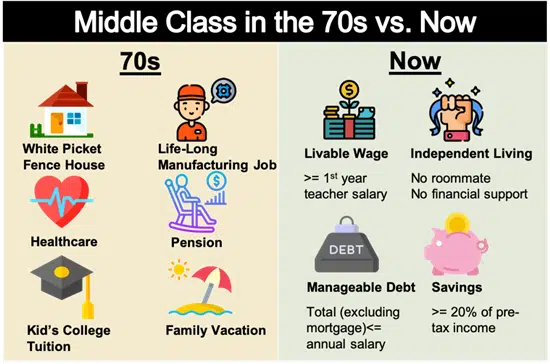 Middle Class in the 70s vs. Now
70s
White Picket
Fence House
Life-Long
Manufacturing Job
Healthcare
Pension
Kid's College
Tuition
Family Vacation
Now
Livable Wage
>= 1st year
teacher salary
Independent Living
No roommate
No financial support
DEBT
Manageable Debt
Total (excluding
mortgage)<=
annual salary
Savings
>= 20% of pre-
tax income